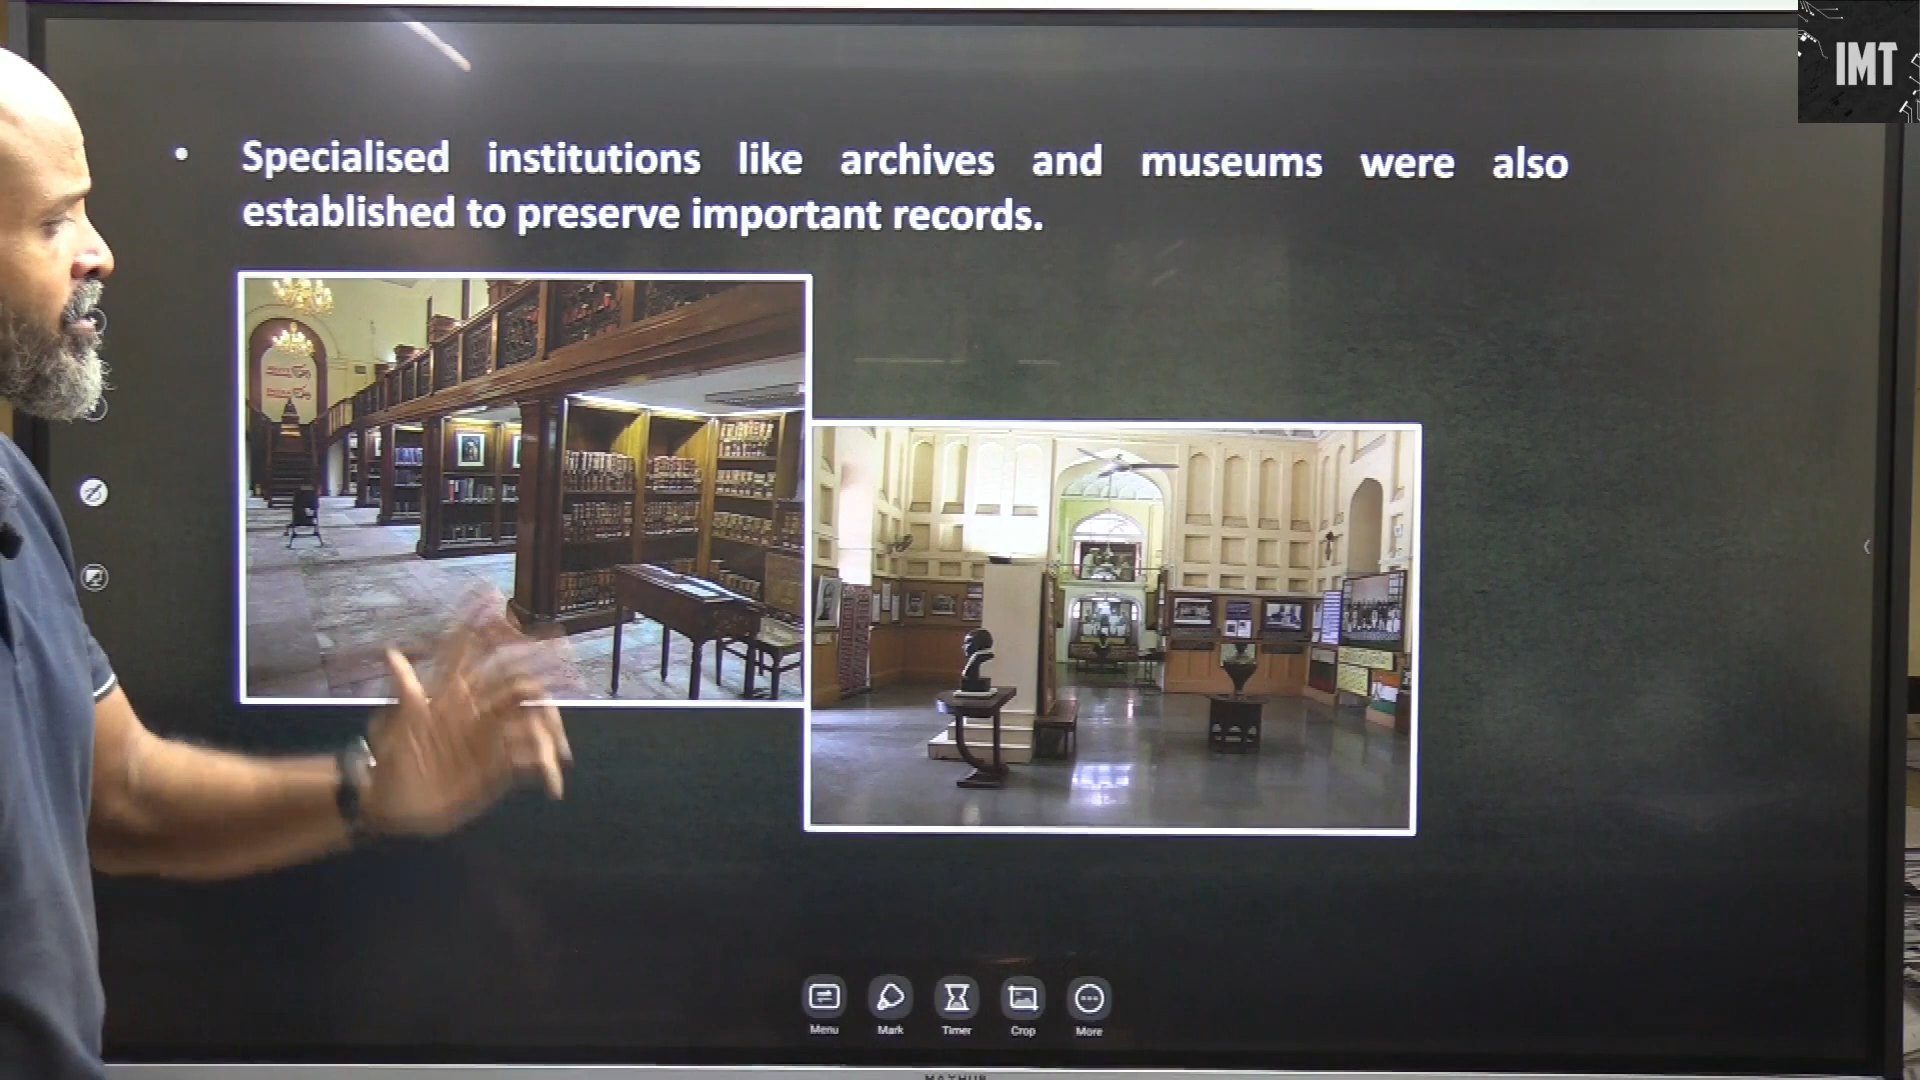 IMT
• Specialised institutions like archives and museums were also
established to preserve important records.
Menu
Mark
Timer
Crop
More